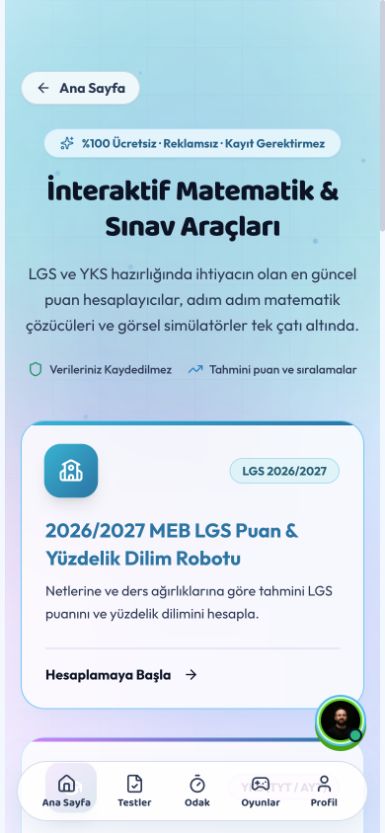 Ana Sayfa
%100 Ücretsiz · Reklamsız · Kayıt Gerektirmez
İnteraktif Matematik &
Sınav Araçları
LGS ve YKS hazırlığında ihtiyacın olan en güncel
puan hesaplayıcılar, adım adım matematik
çözücüleri ve görsel simülatörler tek çatı altında.
Verileriniz Kaydedilmez
Tahmini puan ve sıralamalar
LGS 2026/2027
2026/2027 MEB LGS Puan &
Yüzdelik Dilim Robotu
Netlerine ve ders ağırlıklarına göre tahmini LGS
puanını ve yüzdelik dilimini hesapla.
Hesaplamaya Başla
Ana Sayfa
Testler
Odak
Oyunlar
Profil